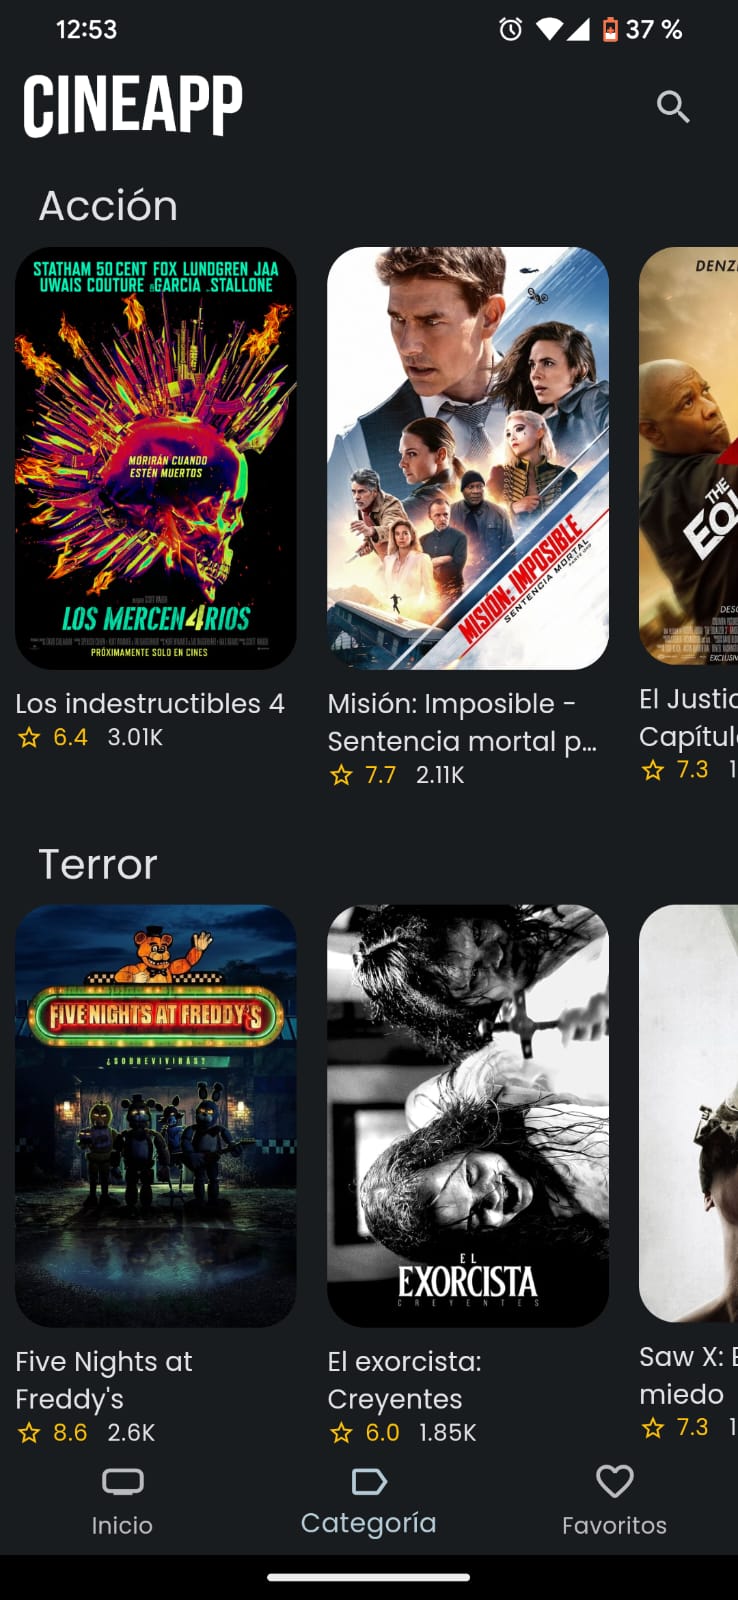 12:53
37 %
CINEAPP
Acción
STATHAM 50 CENT FOX LUNDGREN JAA
UWAIS COUTURE & GARCIA STALLONE
MORIRÁN CUANDO
ESTÉN MUERTOS
LOS MERCEN4RIOS
PRÓXIMAMENTE SOLO EN CINES
MISIÓN: IMPOSIBLE
SENTENCIA MORTAL
PARTE UNO
DENZ
THE
EQU
Los indestructibles 4
6.4 3.01K
Misión: Imposible -
Sentencia mortal p...
7.7 2.11K
El Justic
Capítul
7.3 1
Terror
FIVE NIGHTS AT FREDDY'S
¿SOBREVIVIRÁS?
EL
EXORCISTA
CREYENTES
Five Nights at
Freddy's
8.6 2.6K
El exorcista:
Creyentes
6.0 1.85K
Saw X: E
miedo
7.3 1
Inicio
Categoría
Favoritos